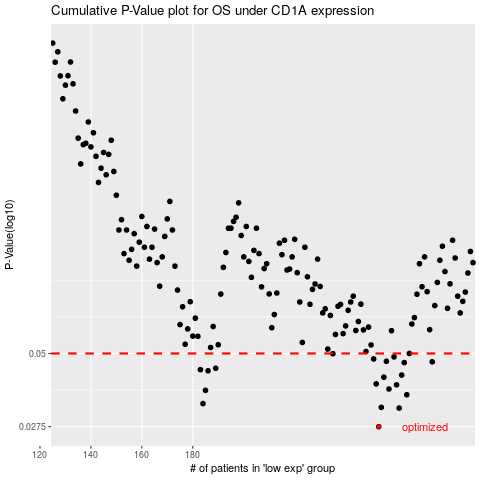 Cumulative P-Value plot for OS under CD1A expression
P-Value(log10)
0.05
0.0275
optimized
120 140 160 180
# of patients in 'low exp' group